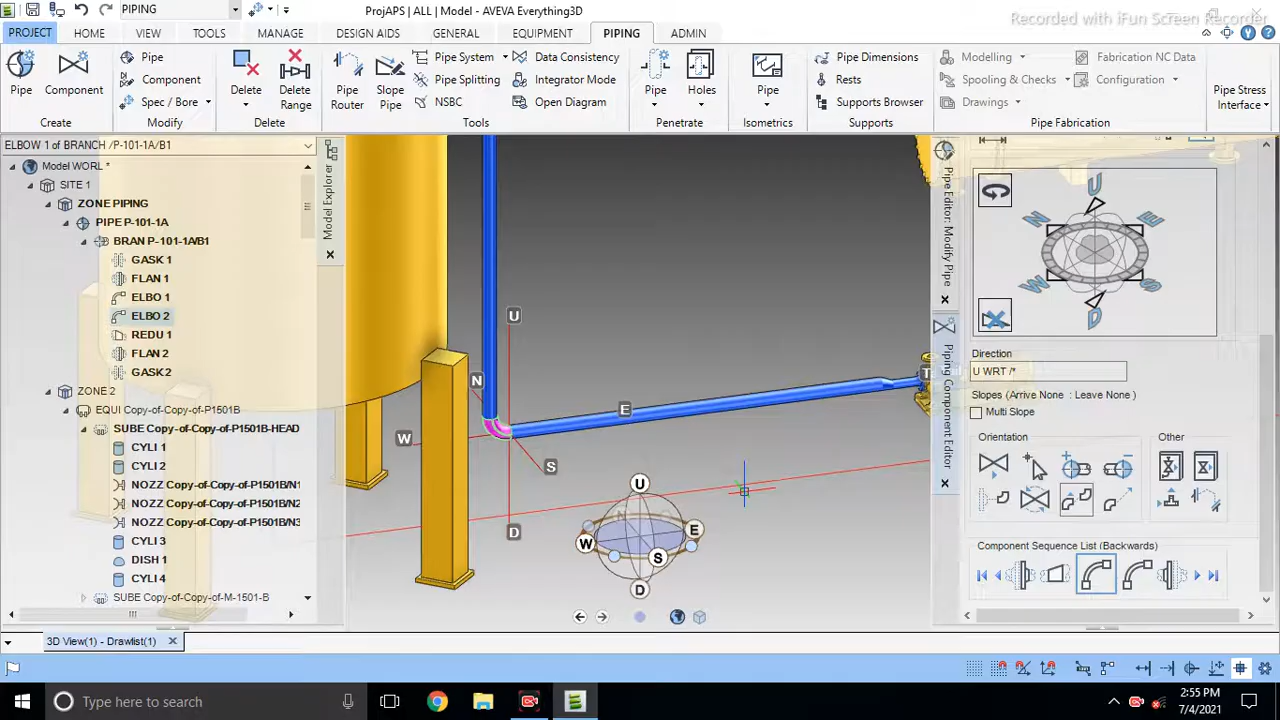 PIPING
ProjAPS | ALL | Model - AVEVA Everything3D
Recorded with iFun Screen Recorder
PROJECT HOME VIEW TOOLS MANAGE DESIGN AIDS GENERAL EQUIPMENT PIPING ADMIN
Pipe
Component
Create
Pipe
Component
Spec / Bore
Modify
Delete
Delete Range
Delete
Pipe Router
Slope Pipe
Pipe System
Pipe Splitting
NSBC
Data Consistency
Integrator Mode
Open Diagram
Tools
Pipe
Holes
Penetrate
Pipe
Isometrics
Pipe Dimensions
Rests
Supports Browser
Supports
Modelling
Spooling & Checks
Drawings
Fabrication NC Data
Configuration
Pipe Fabrication
Pipe Stress Interface
ELBOW 1 of BRANCH /P-101-1A/B1
Model WORL *
SITE 1
ZONE PIPING
PIPE P-101-1A
BRAN P-101-1A/B1
GASK 1
FLAN 1
ELBO 1
ELBO 2
REDU 1
FLAN 2
GASK 2
ZONE 2
EQUI Copy-of-Copy-of-P1501B
SUBE Copy-of-Copy-of-P1501B-HEAD
CYLI 1
CYLI 2
NOZZ Copy-of-Copy-of-P1501B/N1
NOZZ Copy-of-Copy-of-P1501B/N2
NOZZ Copy-of-Copy-of-P1501B/N3
CYLI 3
DISH 1
CYLI 4
SUBE Copy-of-Copy-of-M-1501-B
Model Explorer
U
N
E
W
S
D
T
U
E
W
S
D
Pipe Editor: Modify Pipe
Piping Component Editor
U
N
E
W
S
D
Direction
U WRT /*
Slopes (Arrive None : Leave None )
Multi Slope
Orientation
Other
Component Sequence List (Backwards)
3D View(1) - Drawlist(1)
Type here to search
2:55 PM
7/4/2021